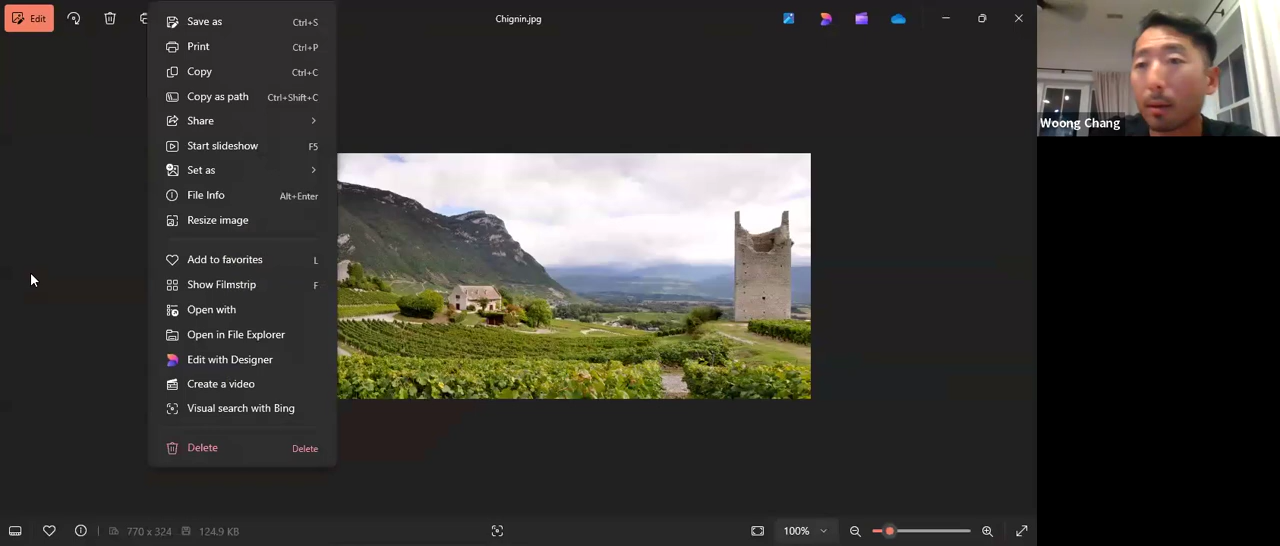 Edit
Chignin.jpg
Save as Ctrl+S
Print Ctrl+P
Copy Ctrl+C
Copy as path Ctrl+Shift+C
Share
Start slideshow F5
Set as
File Info Alt+Enter
Resize image
Add to favorites L
Show Filmstrip F
Open with
Open in File Explorer
Edit with Designer
Create a video
Visual search with Bing
Delete Delete
770 x 324 124.9 KB
100%
Woong Chang